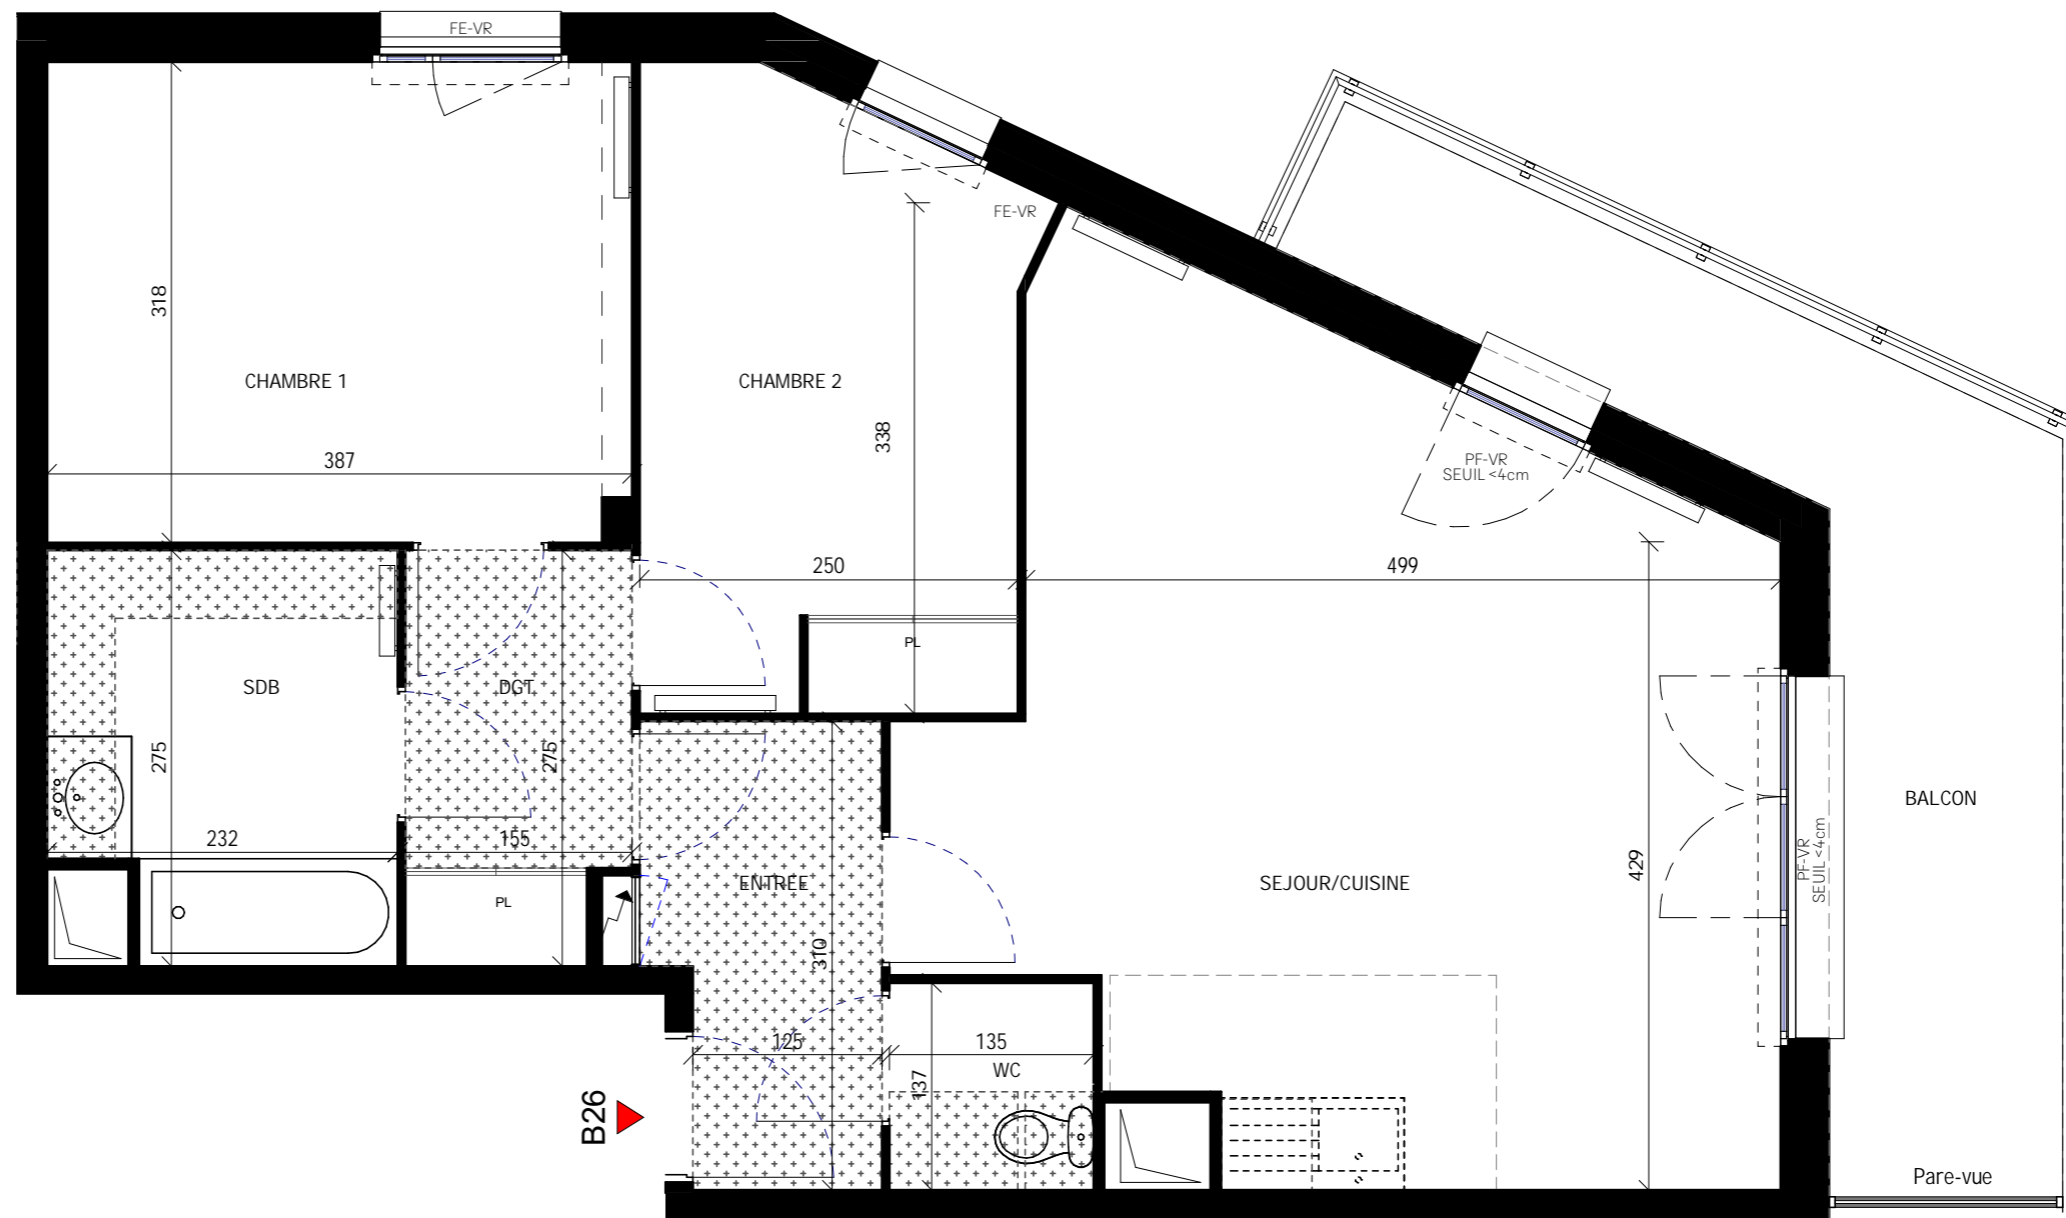 FE-VR
FE-VR
318
CHAMBRE 1
CHAMBRE 2
338
387
PF-VR
SEUIL <4cm
250
499
PL
SDB
DGT
275
275
BALCON
232
155
PF-VR
SEUIL <4cm
429
ENTREE
SEJOUR/CUISINE
PL
310
125
135
WC
137
B26
Pare-vue